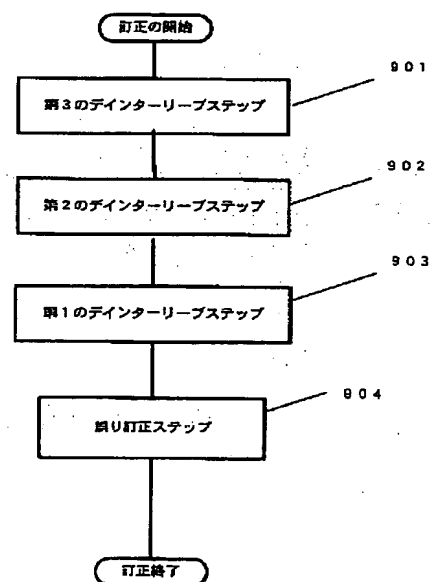 訂正の開始
901
第3のデインターリーブステップ
902
第2のデインターリーブステップ
903
第1のデインターリーブステップ
904
誤り訂正ステップ
訂正終了